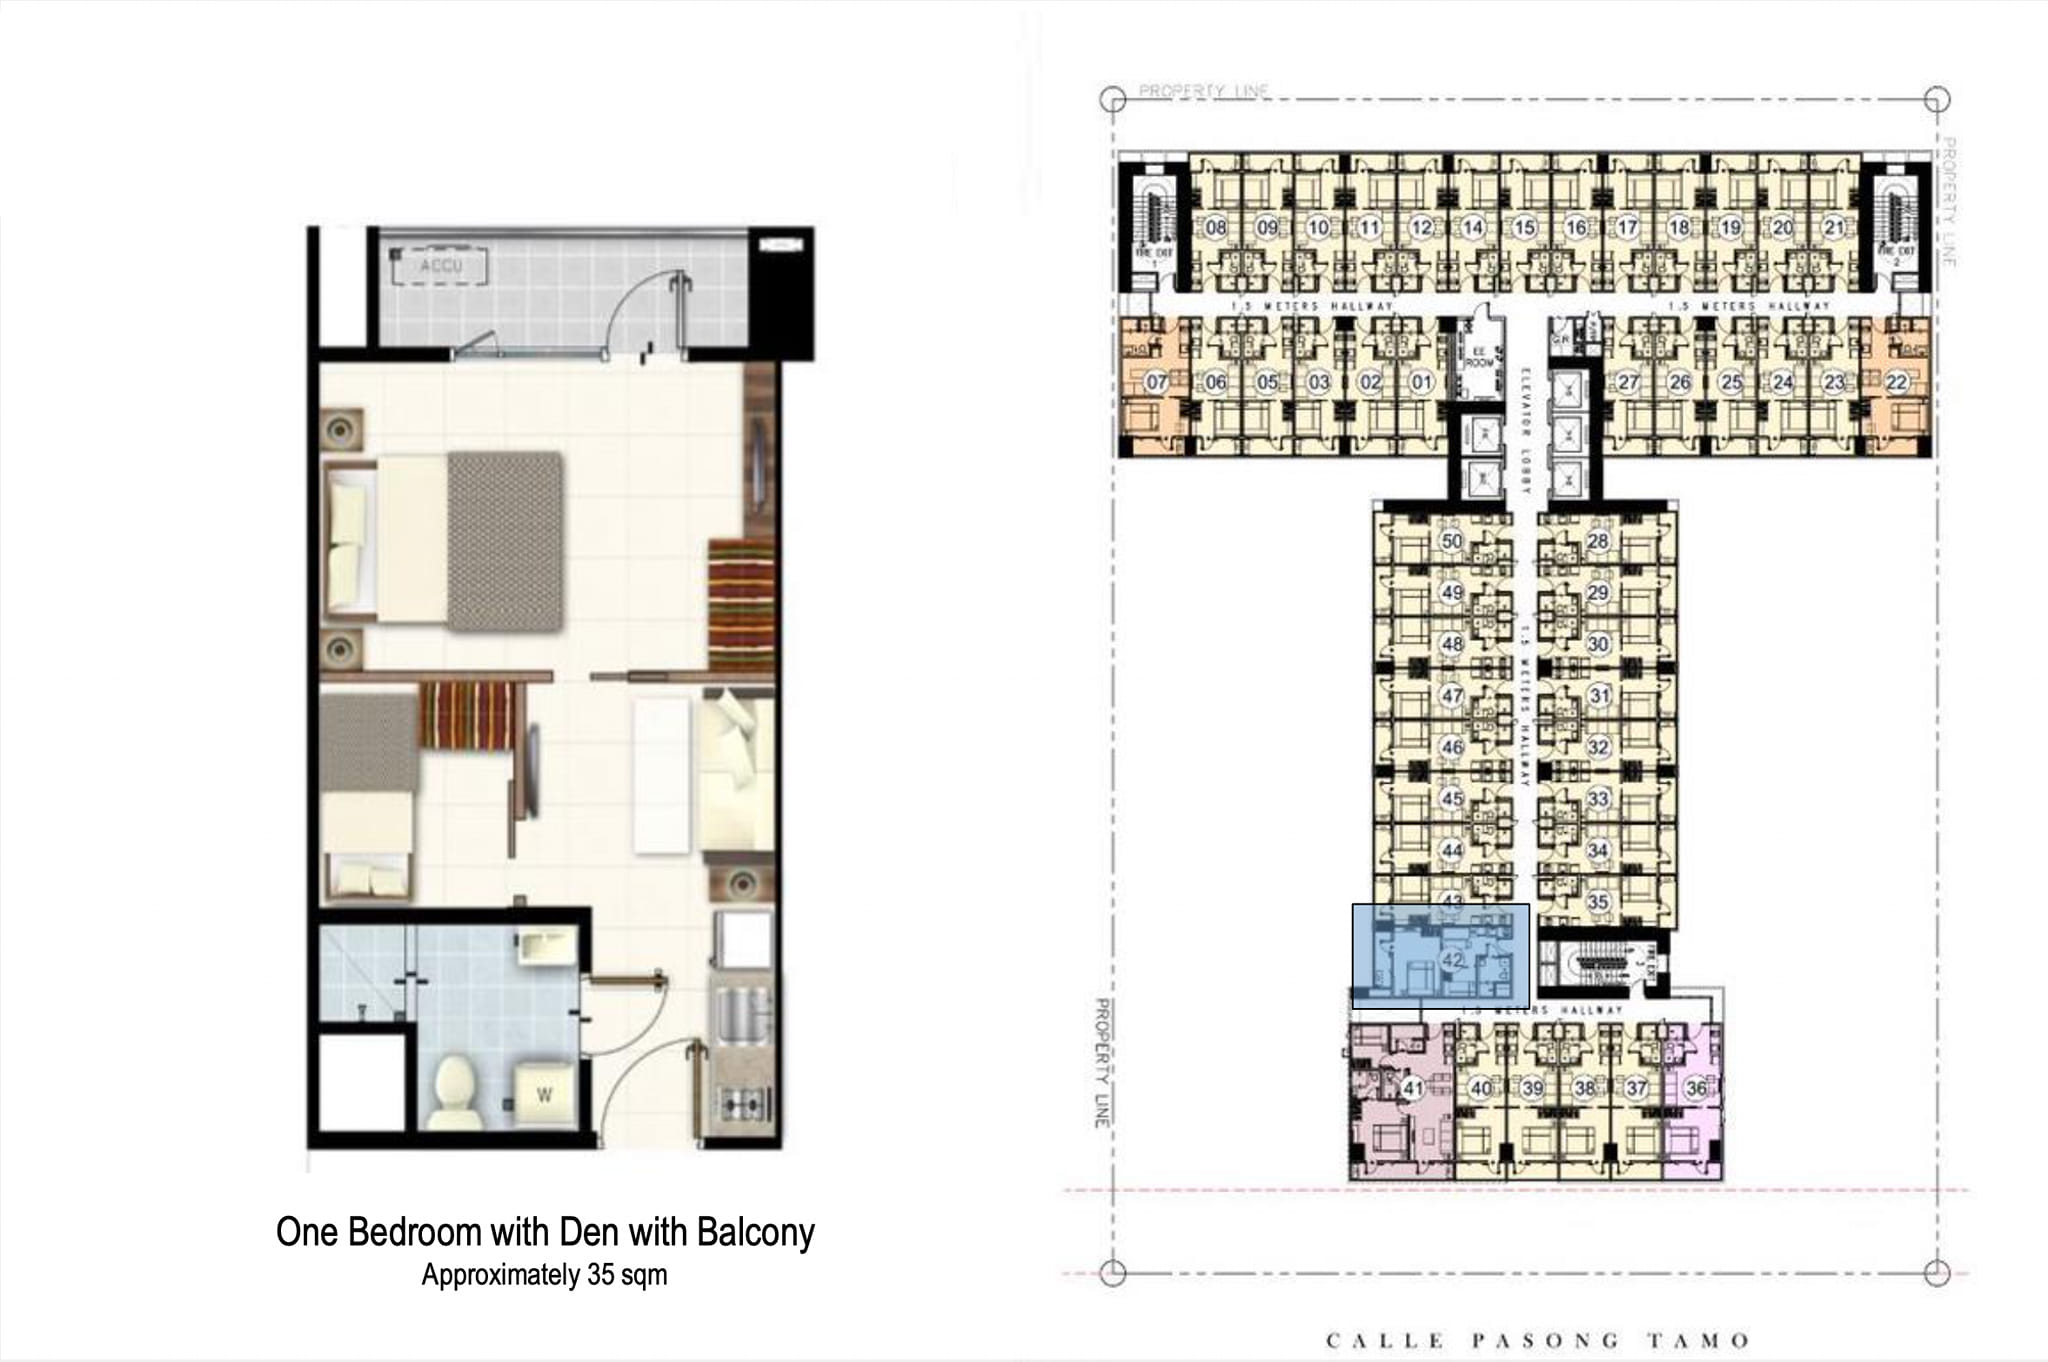 ACCU
W
One Bedroom with Den with Balcony
Approximately 35 sqm
PROPERTY LINE
PROPERTY LINE
FIRE EXIT
1
08 09 10 11 12 14 15 16 17 18 19 20 21
FIRE EXIT
2
1.5 METERS HALLWAY
1.5 METERS HALLWAY
07 06 05 03 02 01
EE
ROOM
ELEVATOR LOBBY
27 26 25 24 23 22
50 28
49 29
48 30
1.5 METERS HALLWAY
47 31
46 32
45 33
44 34
43 35
42
FIRE EXIT
3
1.5 METERS HALLWAY
PROPERTY LINE
41 40 39 38 37 36
CALLE PASONG TAMO